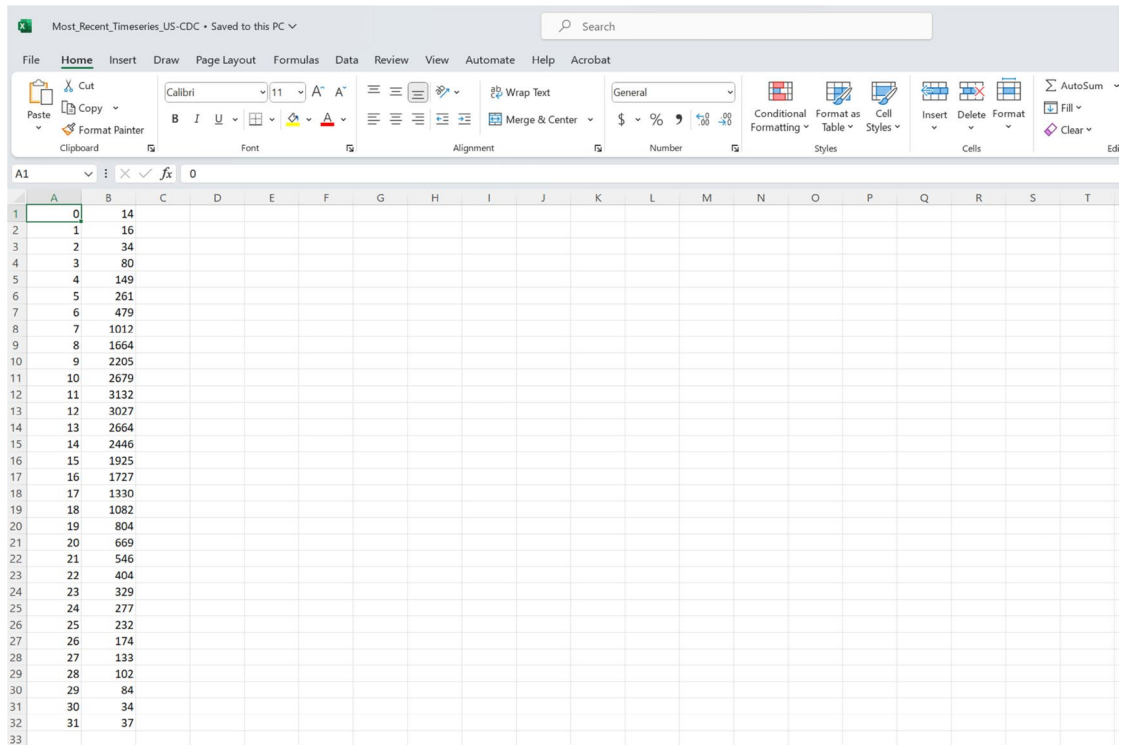 Most_Recent_Timeseries_US-CDC • Saved to this PC
Search
File Home Insert Draw Page Layout Formulas Data Review View Automate Help Acrobat
Cut
Calibri 11 A A
Wrap Text
General
AutoSum
Copy
Paste
Fill
Format Painter
B I U A
Merge & Center
$ % 9
Conditional Formatting
Format as Table
Cell Styles
Insert Delete Format
Clear
Clipboard Font Alignment Number Styles Cells Edi
A1 fx 0
A B C D E F G H I J K L M N O P Q R S T
1 0 14
2 1 16
3 2 34
4 3 80
5 4 149
6 5 261
7 6 479
8 7 1012
9 8 1664
10 9 2205
11 10 2679
12 11 3132
13 12 3027
14 13 2664
15 14 2446
16 15 1925
17 16 1727
18 17 1330
19 18 1082
20 19 804
21 20 669
22 21 546
23 22 404
24 23 329
25 24 277
26 25 232
27 26 174
28 27 133
29 28 102
30 29 84
31 30 34
32 31 37
33